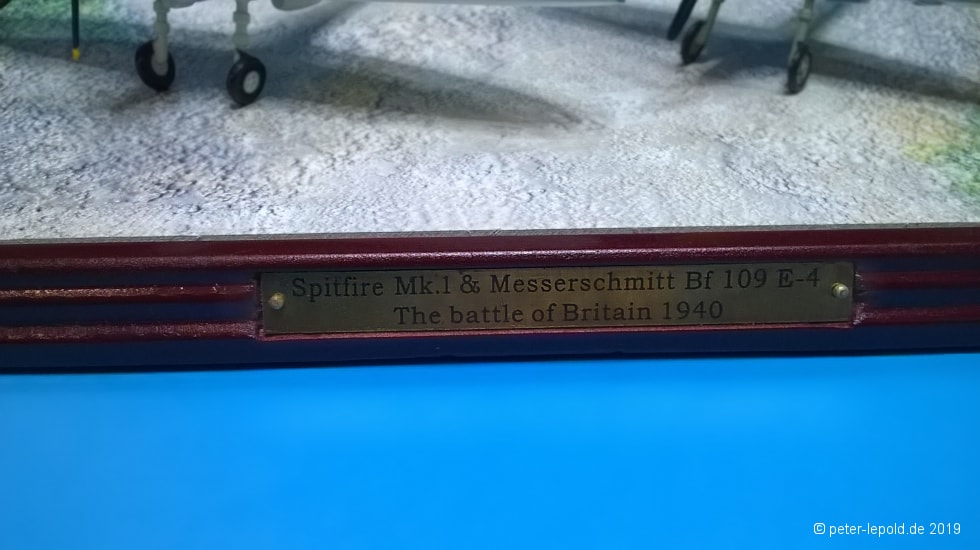 Spitfire Mk.1 & Messerschmitt Bf 109 E-4
The battle of Britain 1940
© peter-lepold.de 2019